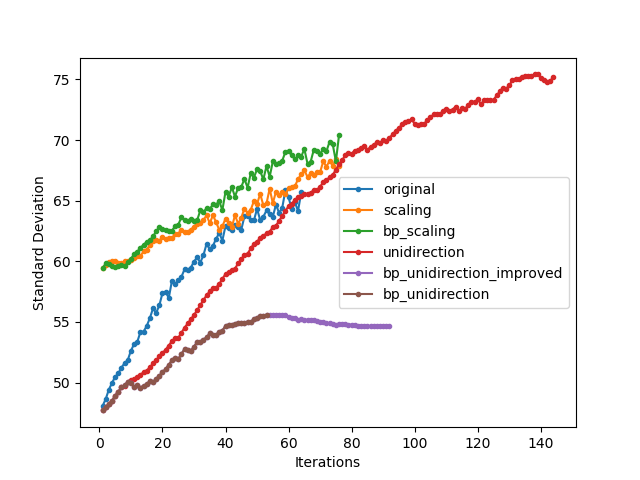 75
70
65
60
55
50
Standard Deviation
original
scaling
bp_scaling
unidirection
bp_unidirection_improved
bp_unidirection
0 20 40 60 80 100 120 140
Iterations